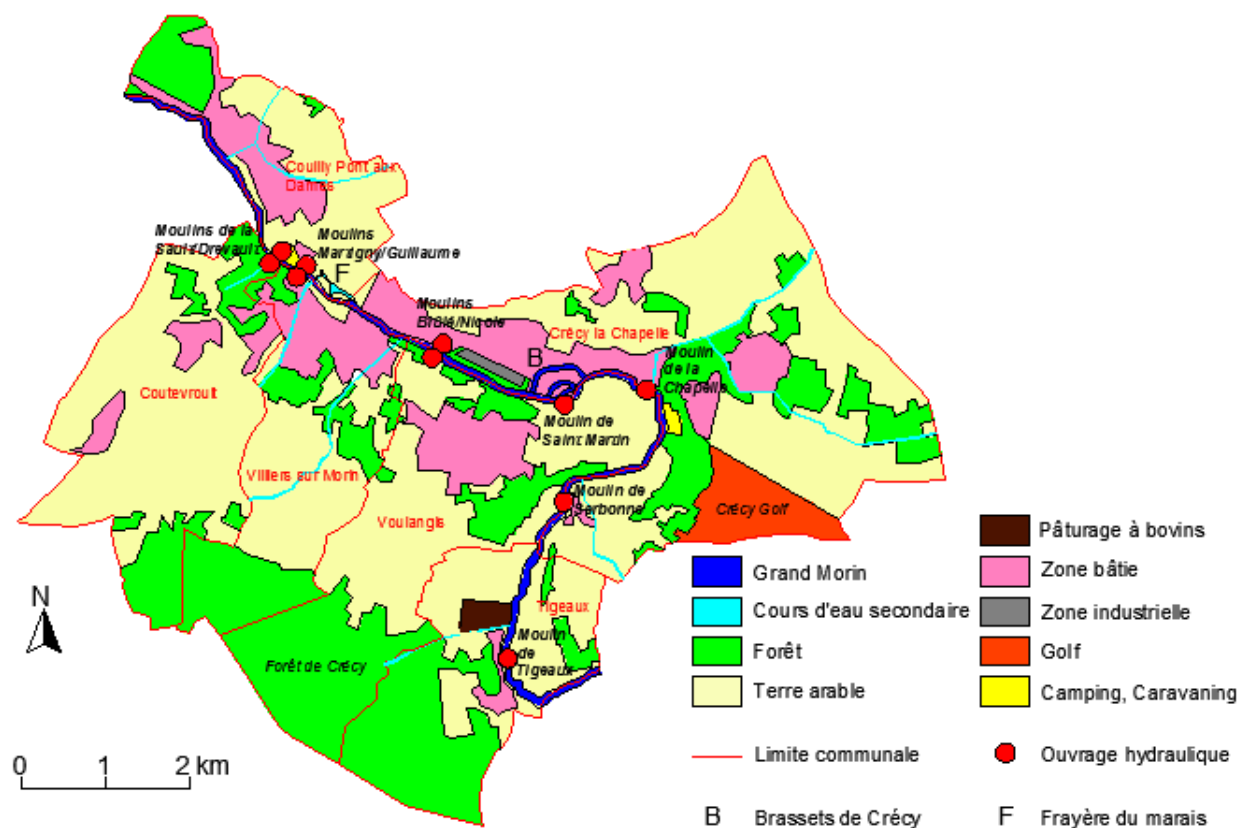 Couilly Pont aux
Dames
Moulins de la
Saulx/Drevault
Moulins
Martigny/Guillaume
F
Moulins
Brûlé/Nicole
Crécy la Chapelle
B
Moulin
de la
Chapelle
Coutevroult
Moulin de
Saint Martin
Villiers sur Morin
Voulangis
Moulin de
Serbonne
Crécy Golf
Tigeaux
Moulin
de
Tigeaux
Forêt de Crécy
N
0 1 2 km
Grand Morin
Cours d'eau secondaire
Forêt
Terre arable
Limite communale
B Brassets de Crécy
Pâturage à bovins
Zone bâtie
Zone industrielle
Golf
Camping, Caravaning
Ouvrage hydraulique
F Frayère du marais